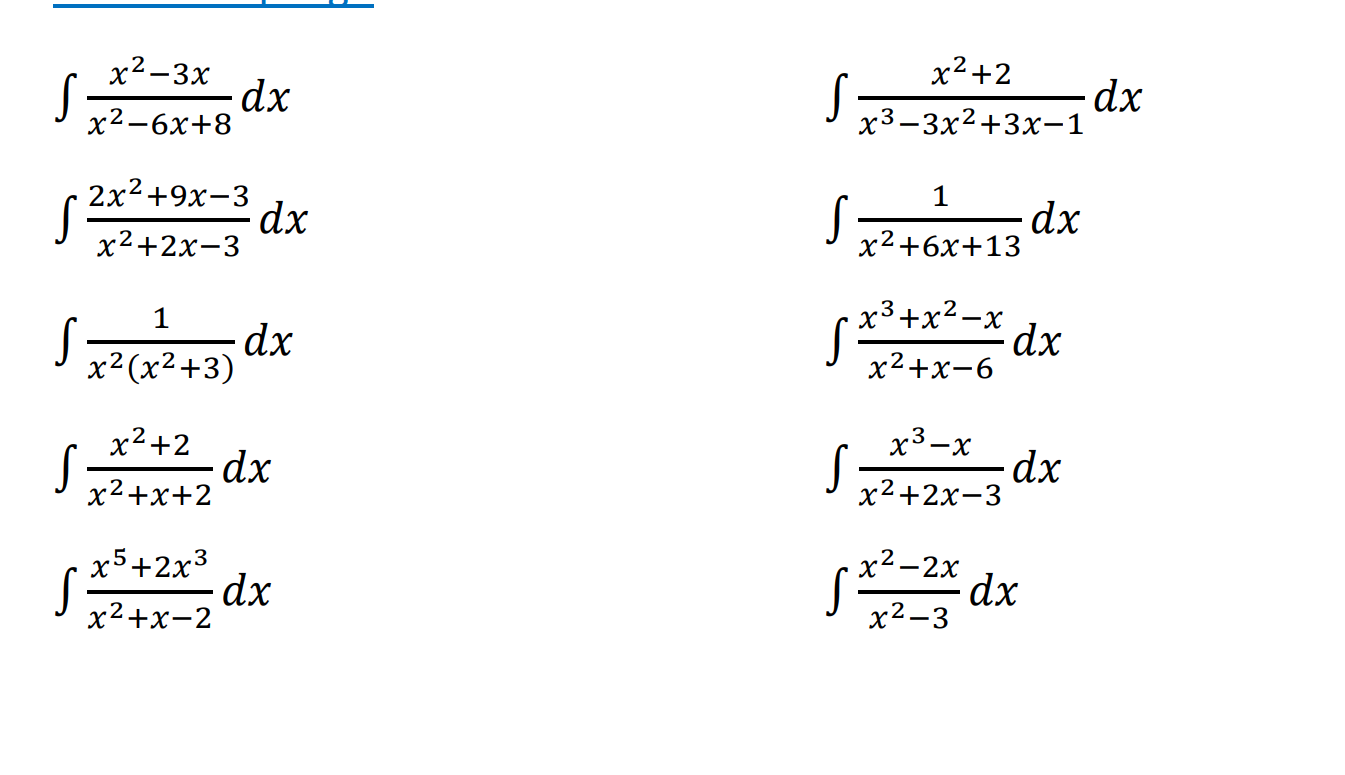 ∫ (x²−3x)/(x²−6x+8) dx
∫ (x²+2)/(x³−3x²+3x−1) dx
∫ (2x²+9x−3)/(x²+2x−3) dx
∫ 1/(x²+6x+13) dx
∫ 1/(x²(x²+3)) dx
∫ (x³+x²−x)/(x²+x−6) dx
∫ (x²+2)/(x²+x+2) dx
∫ (x³−x)/(x²+2x−3) dx
∫ (x⁵+2x³)/(x²+x−2) dx
∫ (x²−2x)/(x²−3) dx